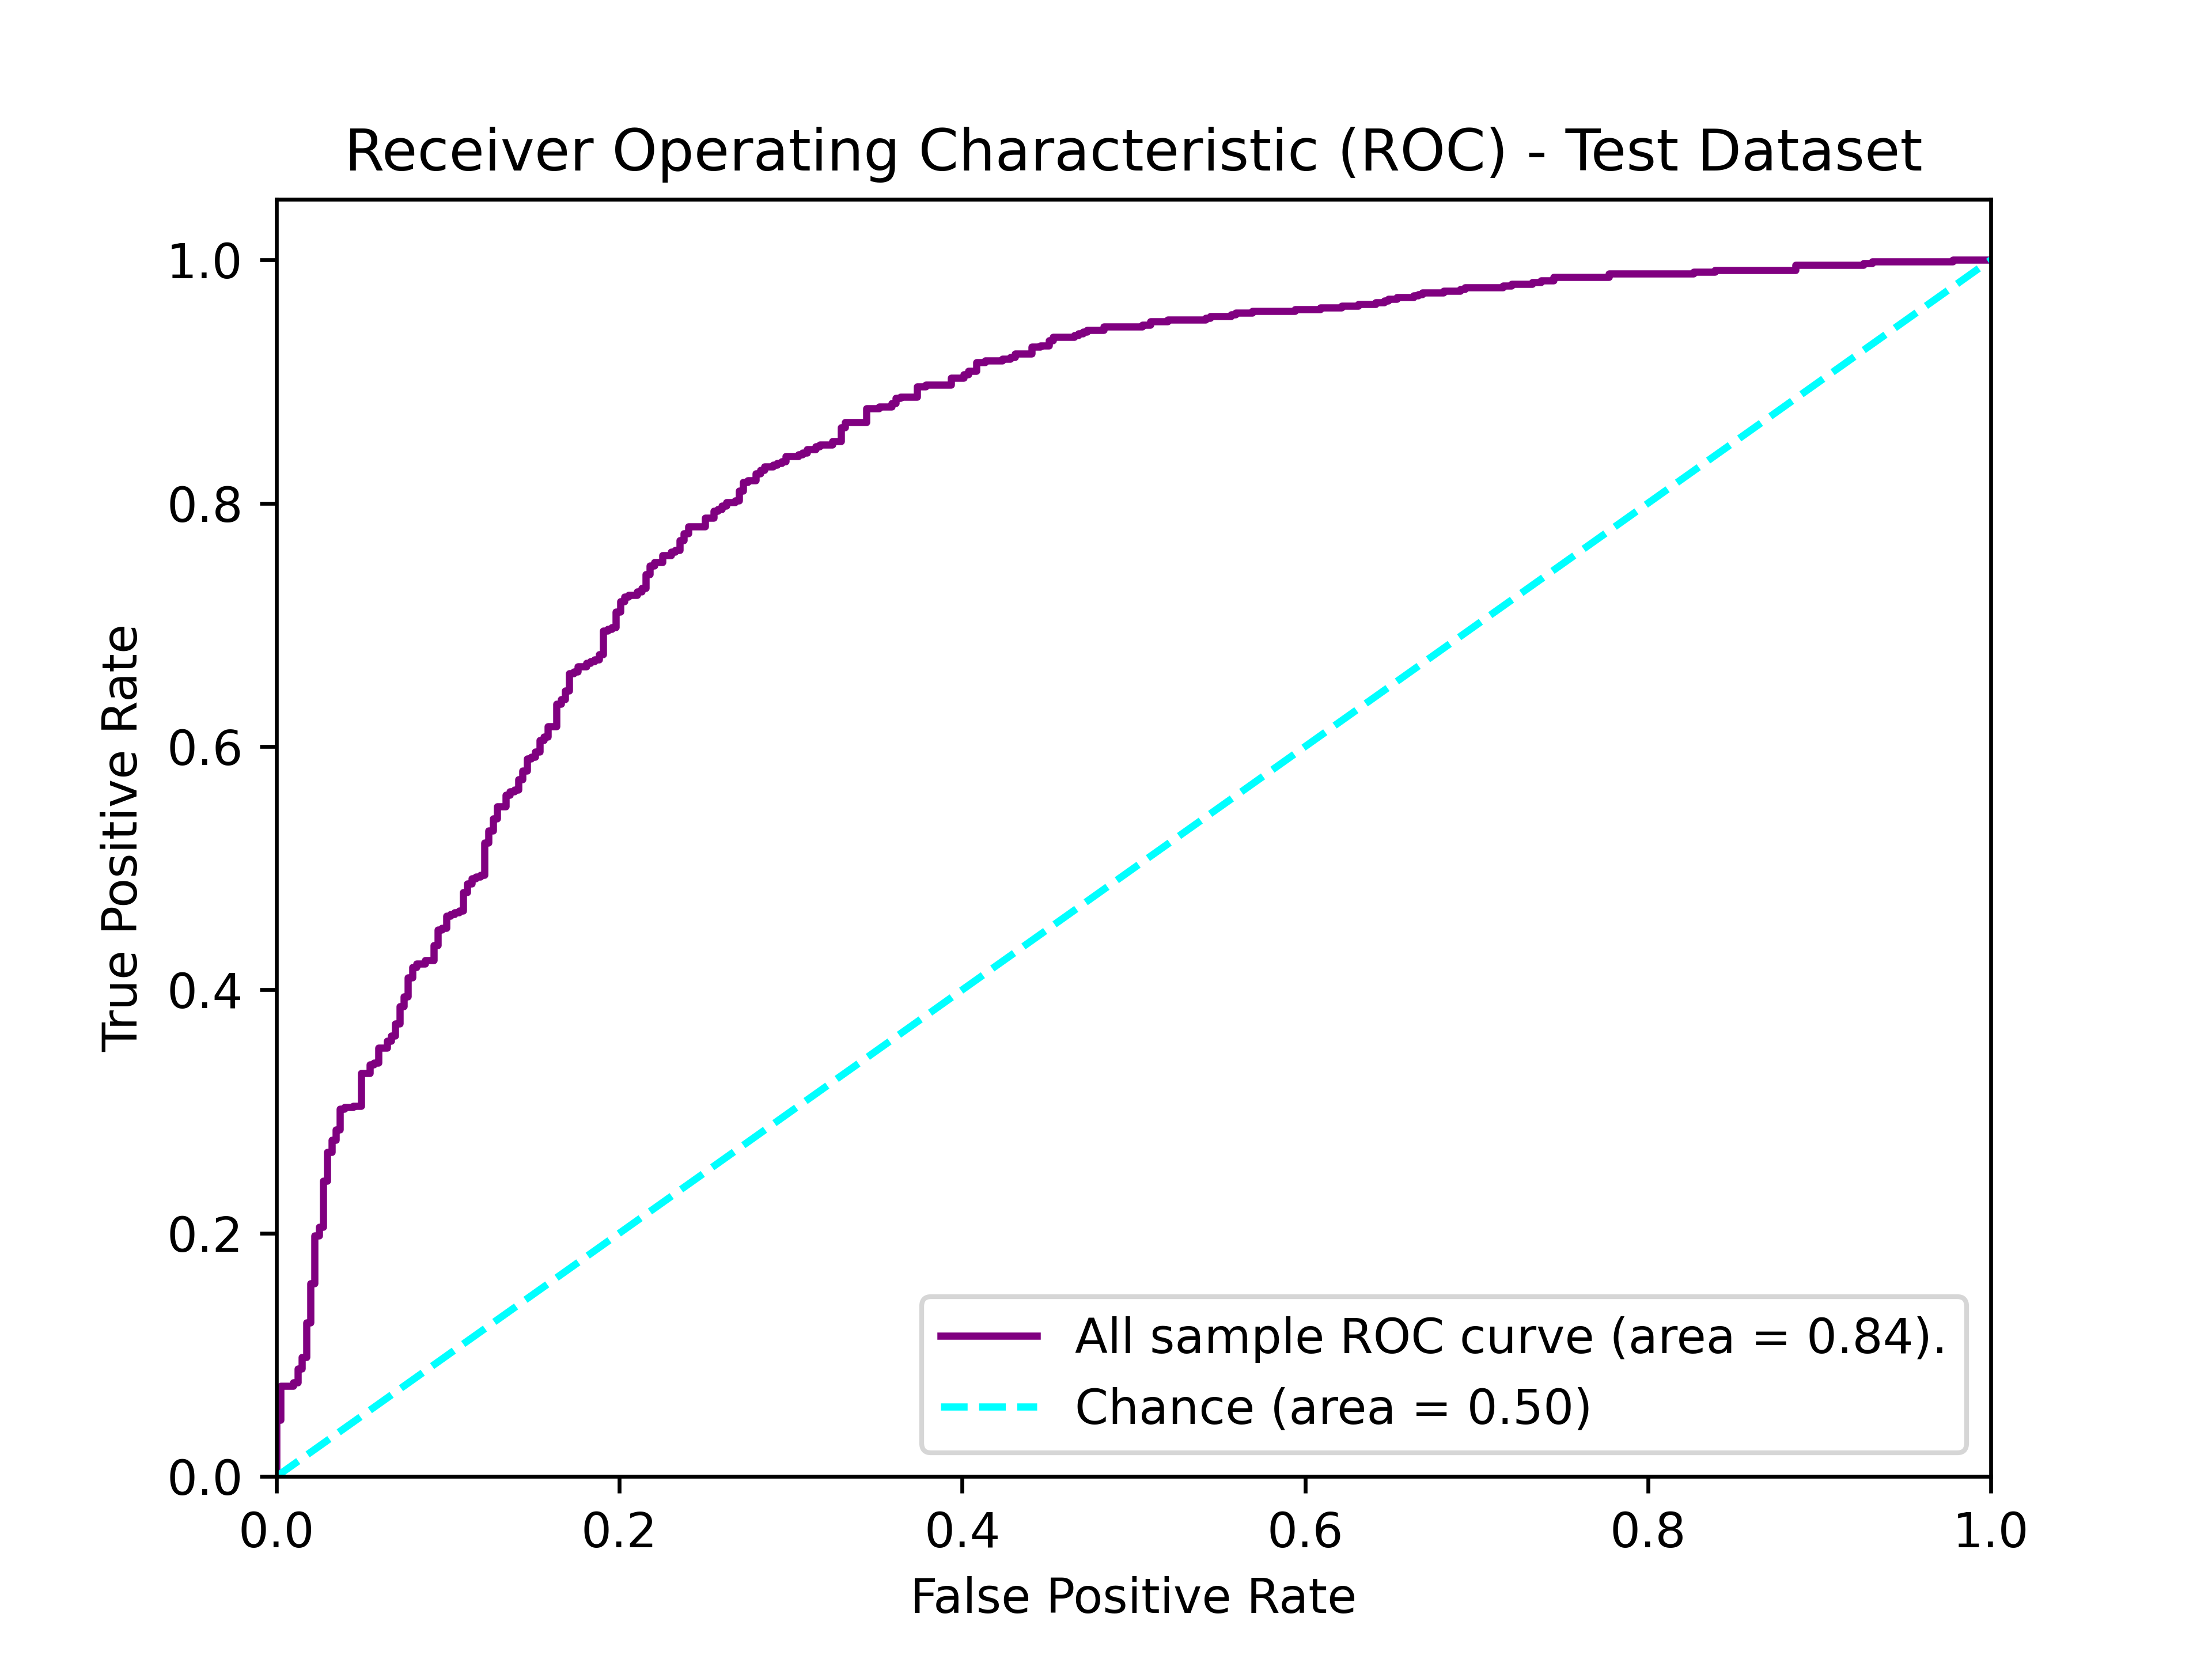 Receiver Operating Characteristic (ROC) - Test Dataset
1.0
0.8
0.6
0.4
0.2
0.0
True Positive Rate
All sample ROC curve (area = 0.84).
Chance (area = 0.50)
0.0 0.2 0.4 0.6 0.8 1.0
False Positive Rate